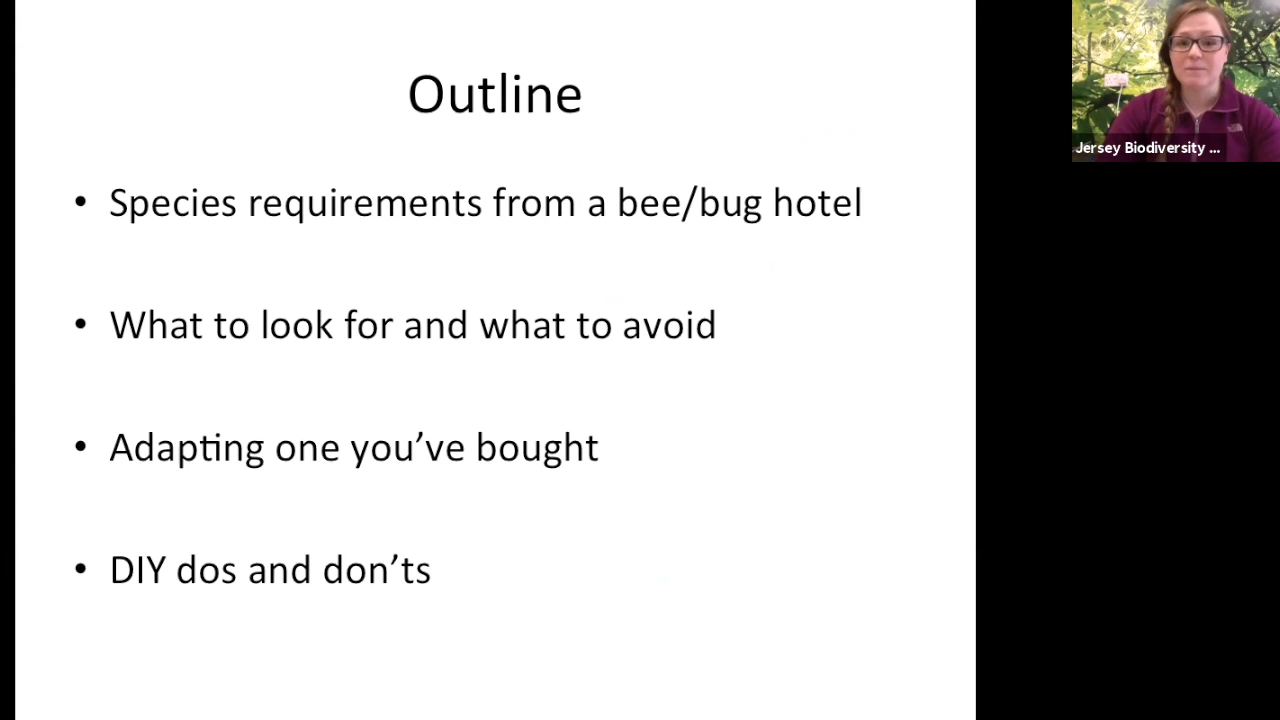 Outline
• Species requirements from a bee/bug hotel
• What to look for and what to avoid
• Adapting one you’ve bought
• DIY dos and don’ts
Jersey Biodiversity ...